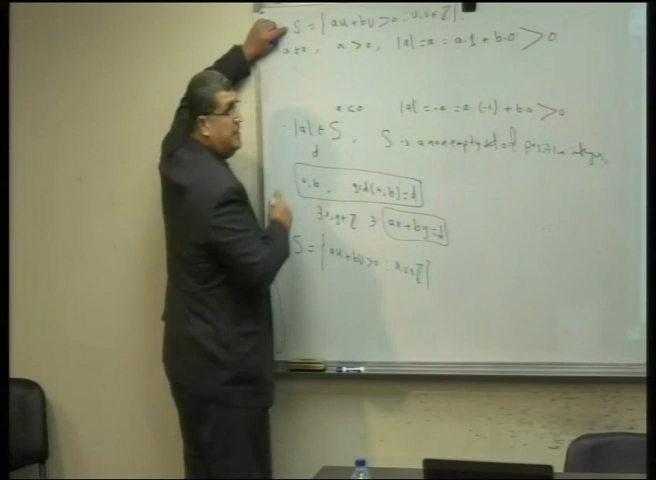 S = { au+bv > 0 : u,v ∈ ℤ }
a≠0, a > 0, |a| = a = a·1 + b·0 > 0
a<0 |a| = -a = a·(-1) + b·0 > 0
|a| ∈ S, S is a nonempty set of positive integers.
d
a,b, gcd(a,b)=d
∃x,y∈ℤ ∋ ax+by=d
S = { au+bv>0 : u,v∈ℤ }